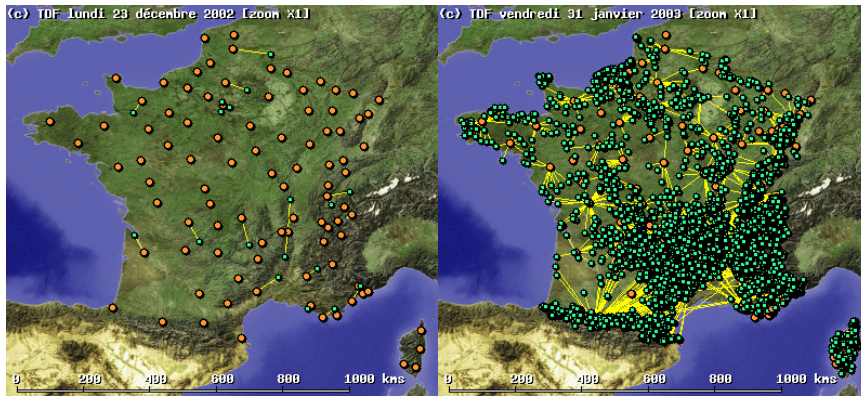 (c) TDF lundi 23 décembre 2002 [zoom X1]
(c) TDF vendredi 31 janvier 2003 [zoom X1]
0 200 400 600 800 1000 kms
0 200 400 600 800 1000 kms